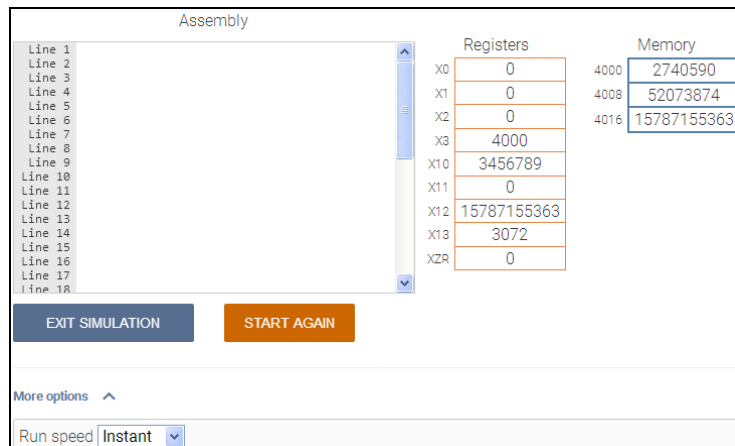 Assembly
Line 1
Line 2
Line 3
Line 4
Line 5
Line 6
Line 7
Line 8
Line 9
Line 10
Line 11
Line 12
Line 13
Line 14
Line 15
Line 16
Line 17
Line 18
Registers
X0 0
X1 0
X2 0
X3 4000
X10 3456789
X11 0
X12 15787155363
X13 3072
XZR 0
Memory
4000 2740590
4008 52073874
4016 15787155363
EXIT SIMULATION
START AGAIN
More options
Run speed Instant